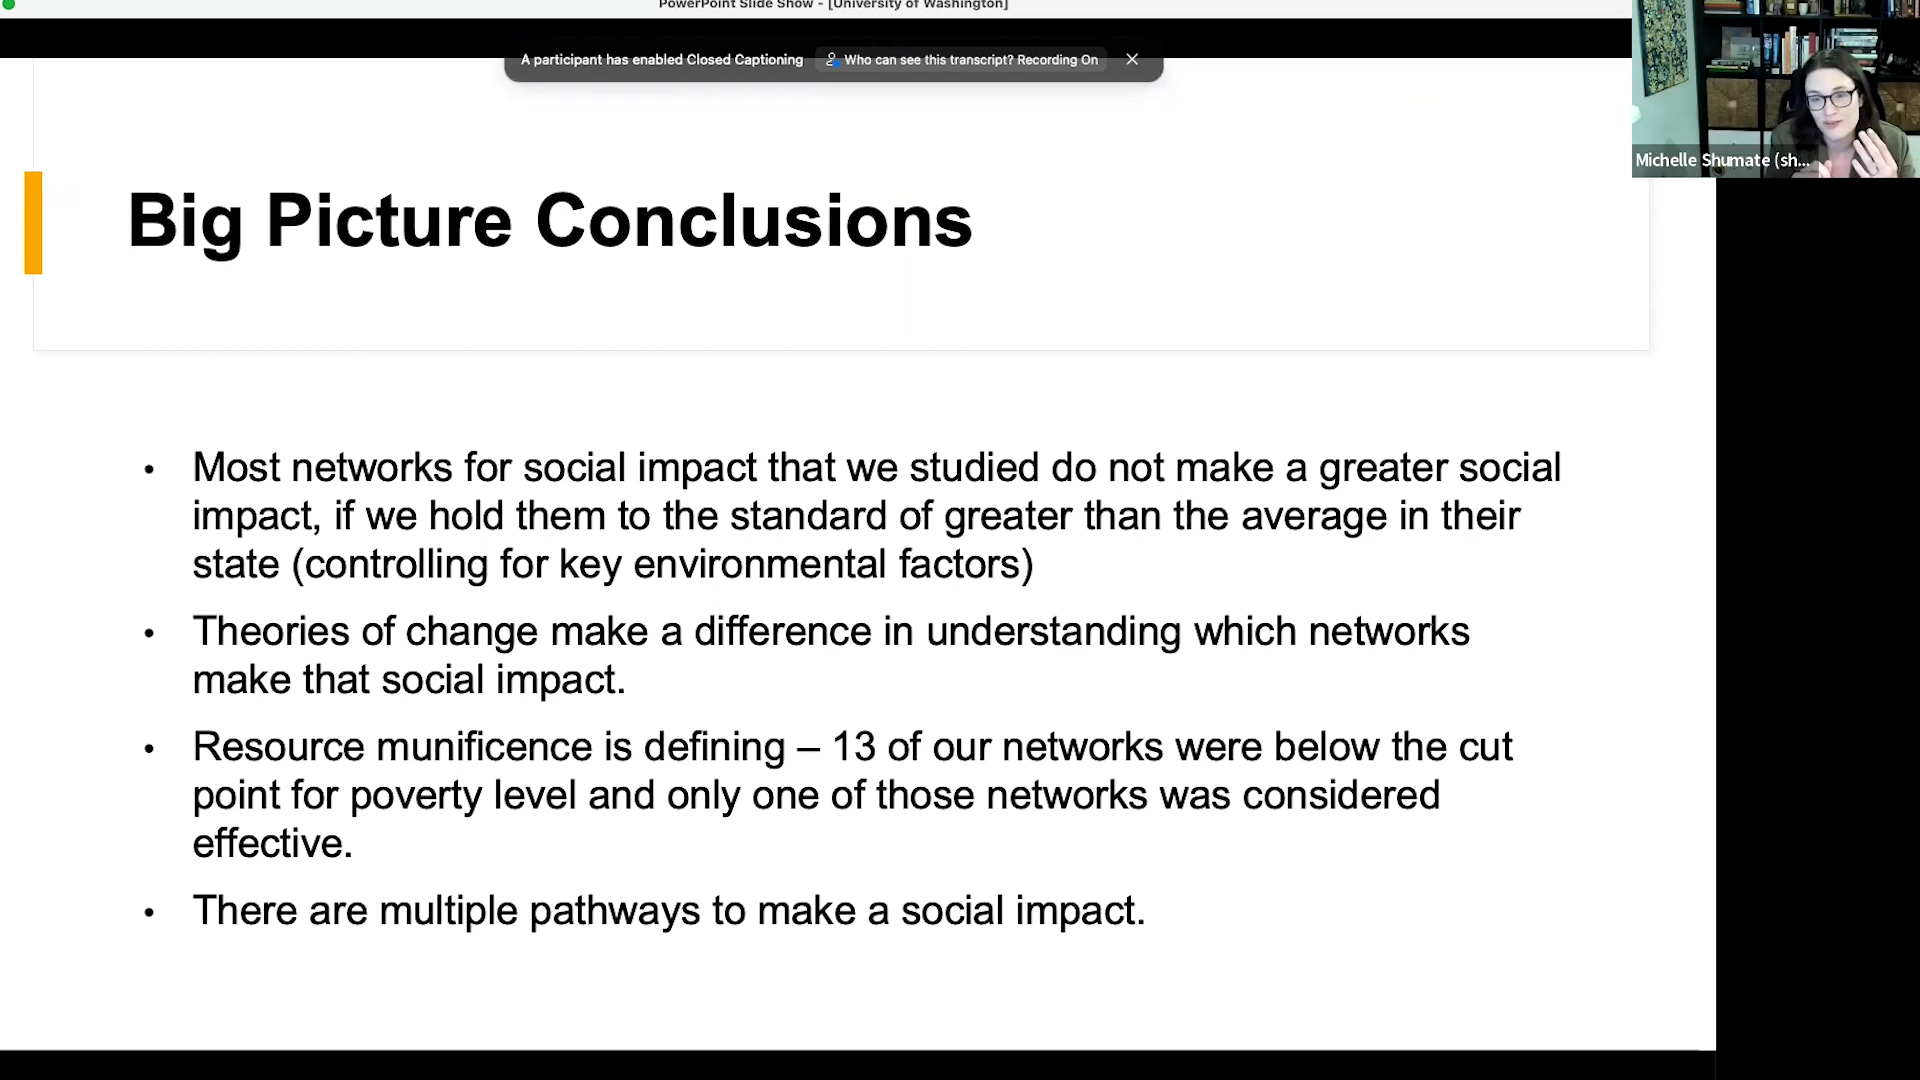 PowerPoint Slide Show - [University of Washington]
A participant has enabled Closed Captioning
Who can see this transcript? Recording On
Michelle Shumate (sh...
Big Picture Conclusions
• Most networks for social impact that we studied do not make a greater social
impact, if we hold them to the standard of greater than the average in their
state (controlling for key environmental factors)
• Theories of change make a difference in understanding which networks
make that social impact.
• Resource munificence is defining – 13 of our networks were below the cut
point for poverty level and only one of those networks was considered
effective.
• There are multiple pathways to make a social impact.